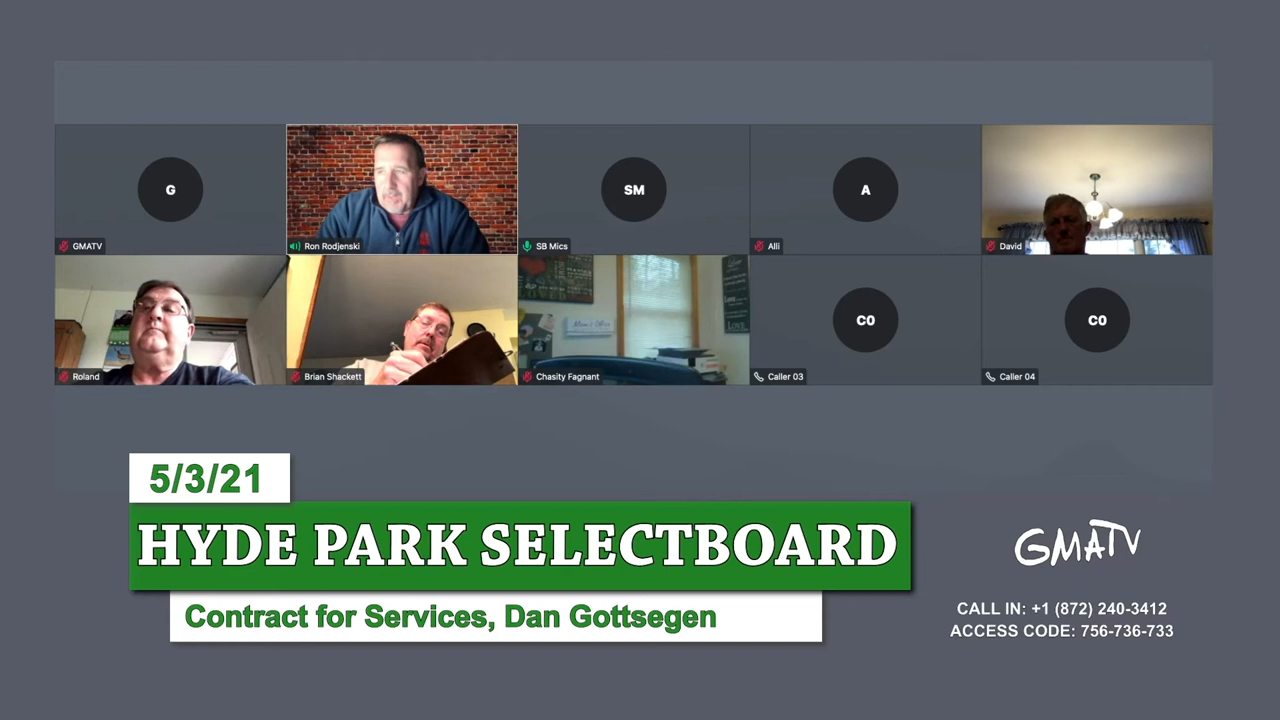 G
SM
A
GMATV
Ron Rodjenski
SB Mics
Alli
David
C0
C0
Roland
Brian Shackett
Chasity Fagnant
Caller 03
Caller 04
5/3/21
HYDE PARK SELECTBOARD
Contract for Services, Dan Gottsegen
GMATV
CALL IN: +1 (872) 240-3412
ACCESS CODE: 756-736-733